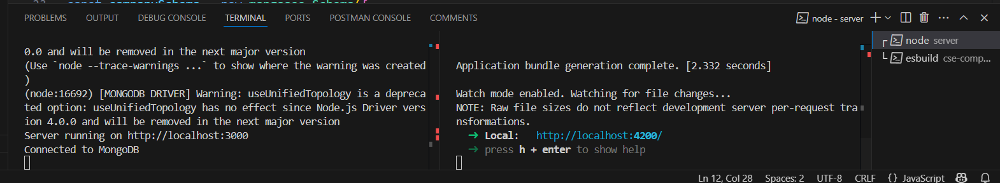 const companySchema = new mongoose.Schema({
PROBLEMS OUTPUT DEBUG CONSOLE TERMINAL PORTS POSTMAN CONSOLE COMMENTS
node - server
0.0 and will be removed in the next major version
(Use `node --trace-warnings ...` to show where the warning was created
)
(node:16692) [MONGODB DRIVER] Warning: useUnifiedTopology is a depreca
ted option: useUnifiedTopology has no effect since Node.js Driver vers
ion 4.0.0 and will be removed in the next major version
Server running on http://localhost:3000
Connected to MongoDB
Application bundle generation complete. [2.332 seconds]
Watch mode enabled. Watching for file changes...
NOTE: Raw file sizes do not reflect development server per-request tra
nsformations.
➜ Local: http://localhost:4200/
➜ press h + enter to show help
node server
esbuild cse-comp...
Ln 12, Col 28 Spaces: 2 UTF-8 CRLF {} JavaScript